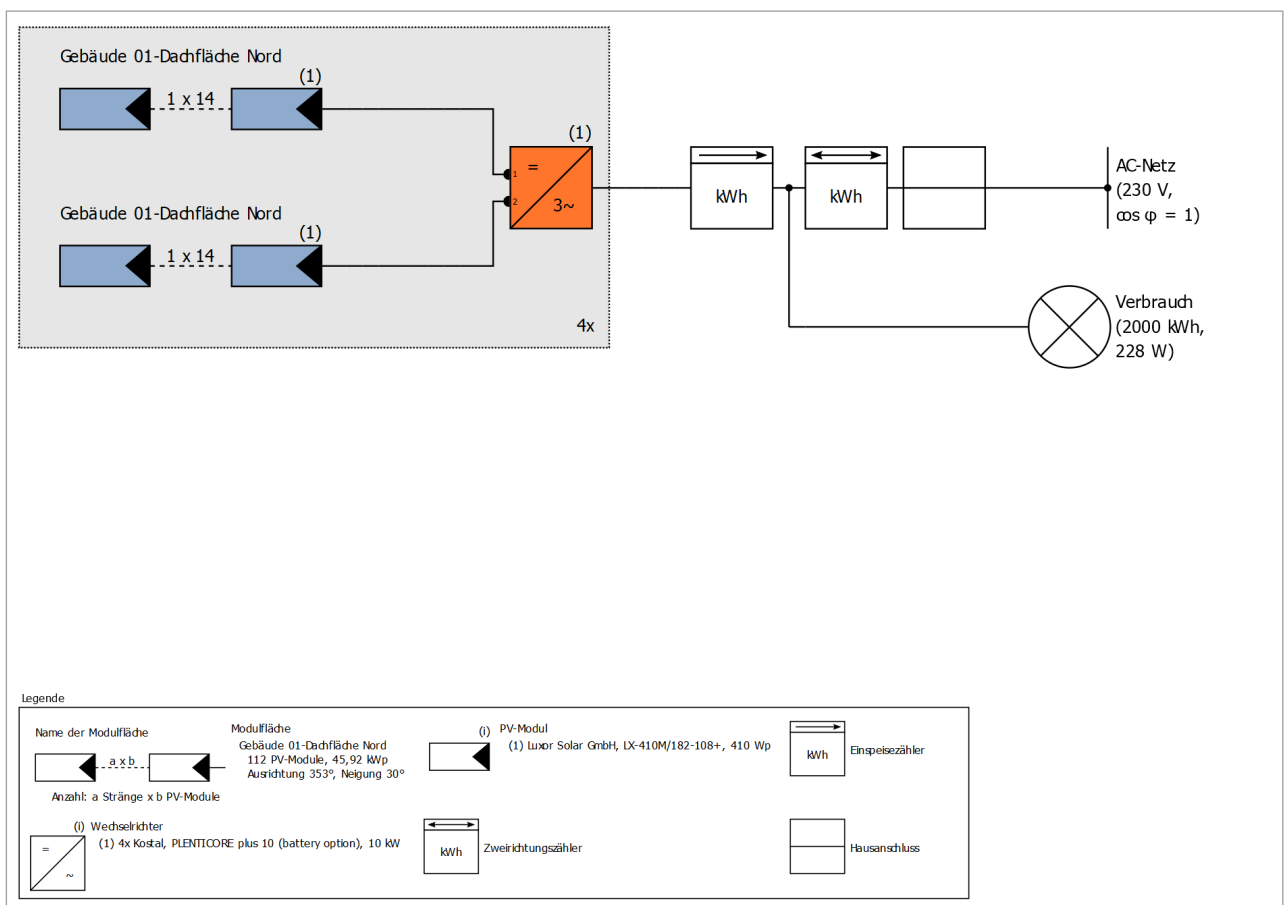 Gebäude 01-Dachfläche Nord
(1)
1 x 14
(1)
1
=
2
3~
Gebäude 01-Dachfläche Nord
(1)
1 x 14
4x
kWh
kWh
AC-Netz
(230 V,
cos φ = 1)
Verbrauch
(2000 kWh,
228 W)
Legende
Name der Modulfläche
a x b
Anzahl: a Stränge x b PV-Module
Modulfläche
Gebäude 01-Dachfläche Nord
112 PV-Module, 45,92 kWp
Ausrichtung 353°, Neigung 30°
(i) PV-Modul
(1) Luxor Solar GmbH, LX-410M/182-108+, 410 Wp
kWh
Einspeisezähler
(i) Wechselrichter
(1) 4x Kostal, PLENTICORE plus 10 (battery option), 10 kW
=
~
kWh
Zweirichtungszähler
Hausanschluss